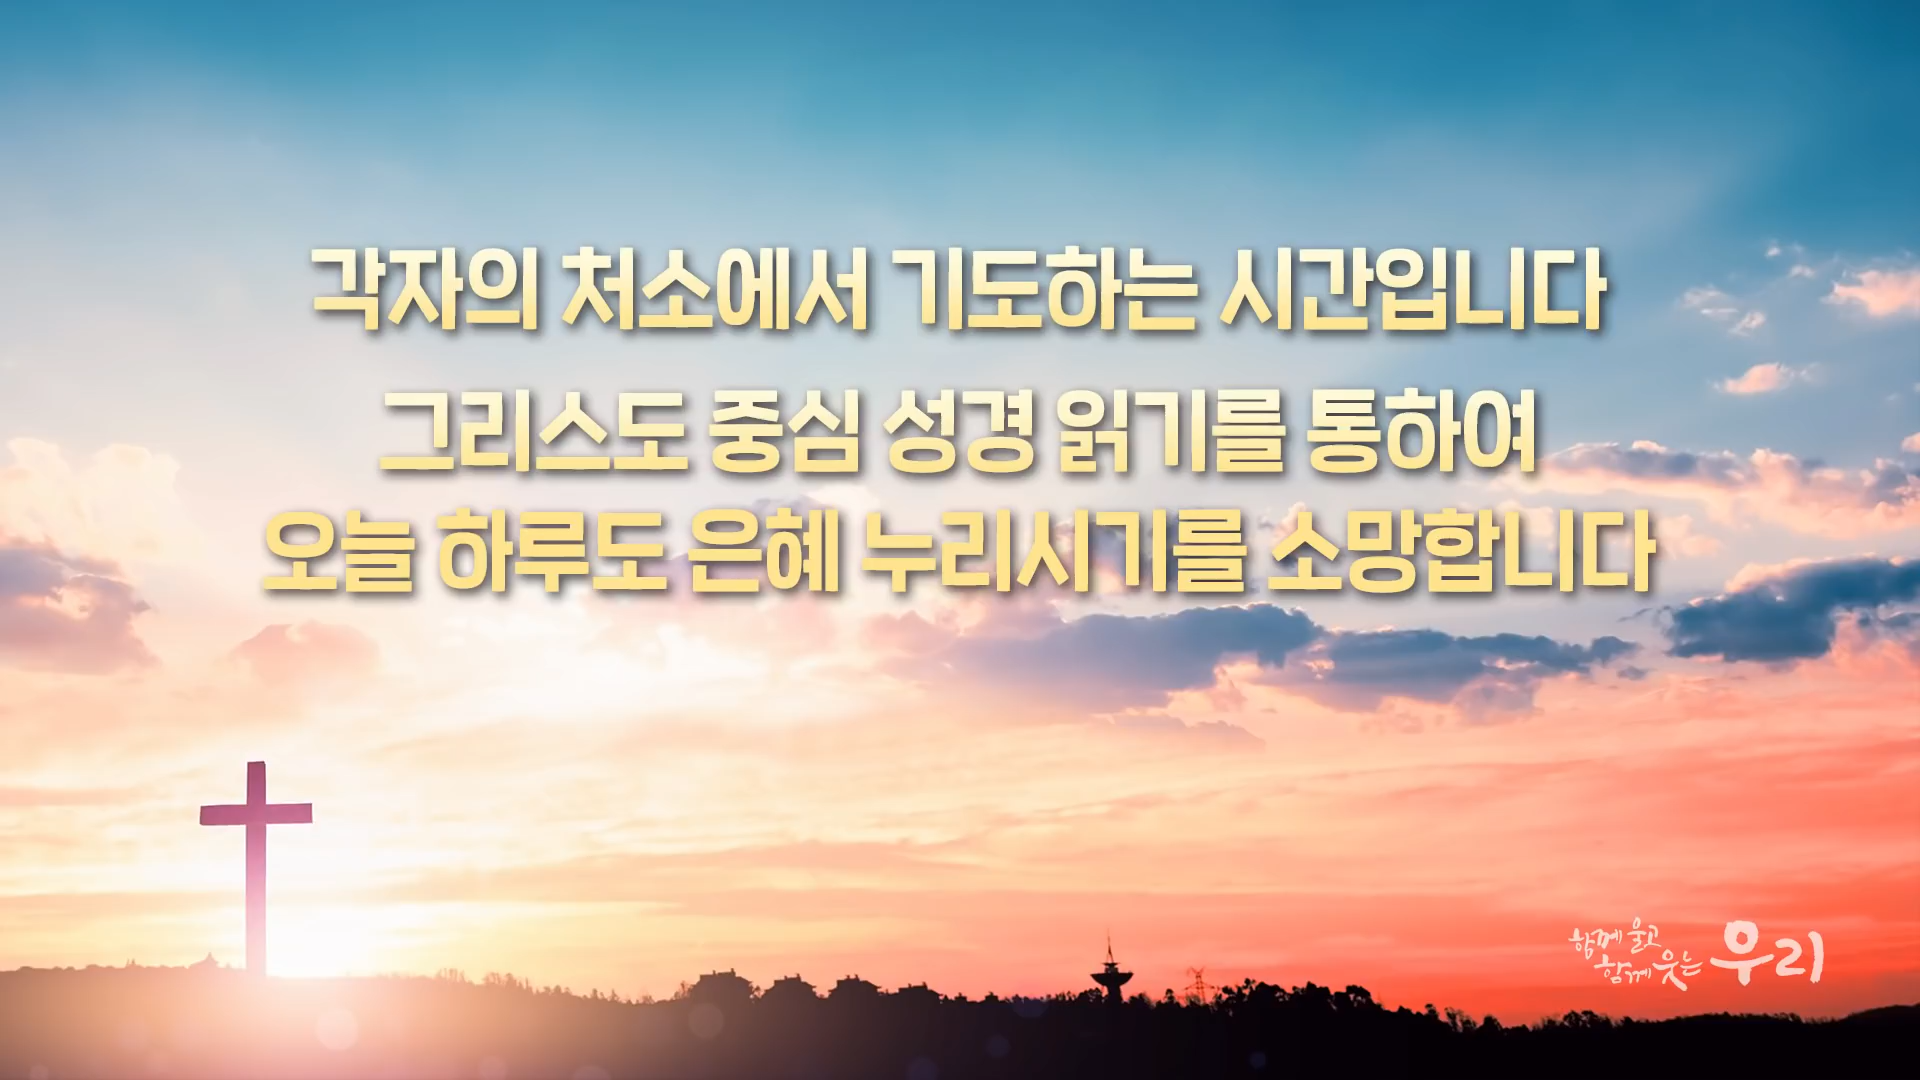 각자의 처소에서 기도하는 시간입니다
그리스도 중심 성경 읽기를 통하여
오늘 하루도 은혜 누리시기를 소망합니다
함께 울고
함께 웃는 우리